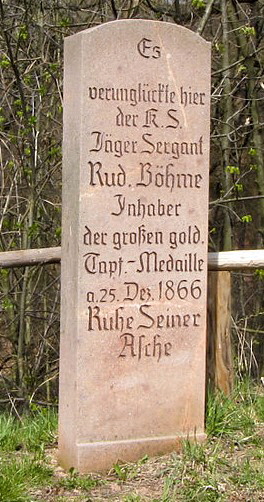 Es
verunglückte hier
der K. S.
Jäger Sergant
Rud. Böhme
Inhaber
der großen gold.
Tapf.-Medaille
a. 25. Dez. 1866
Ruhe Seiner
Asche